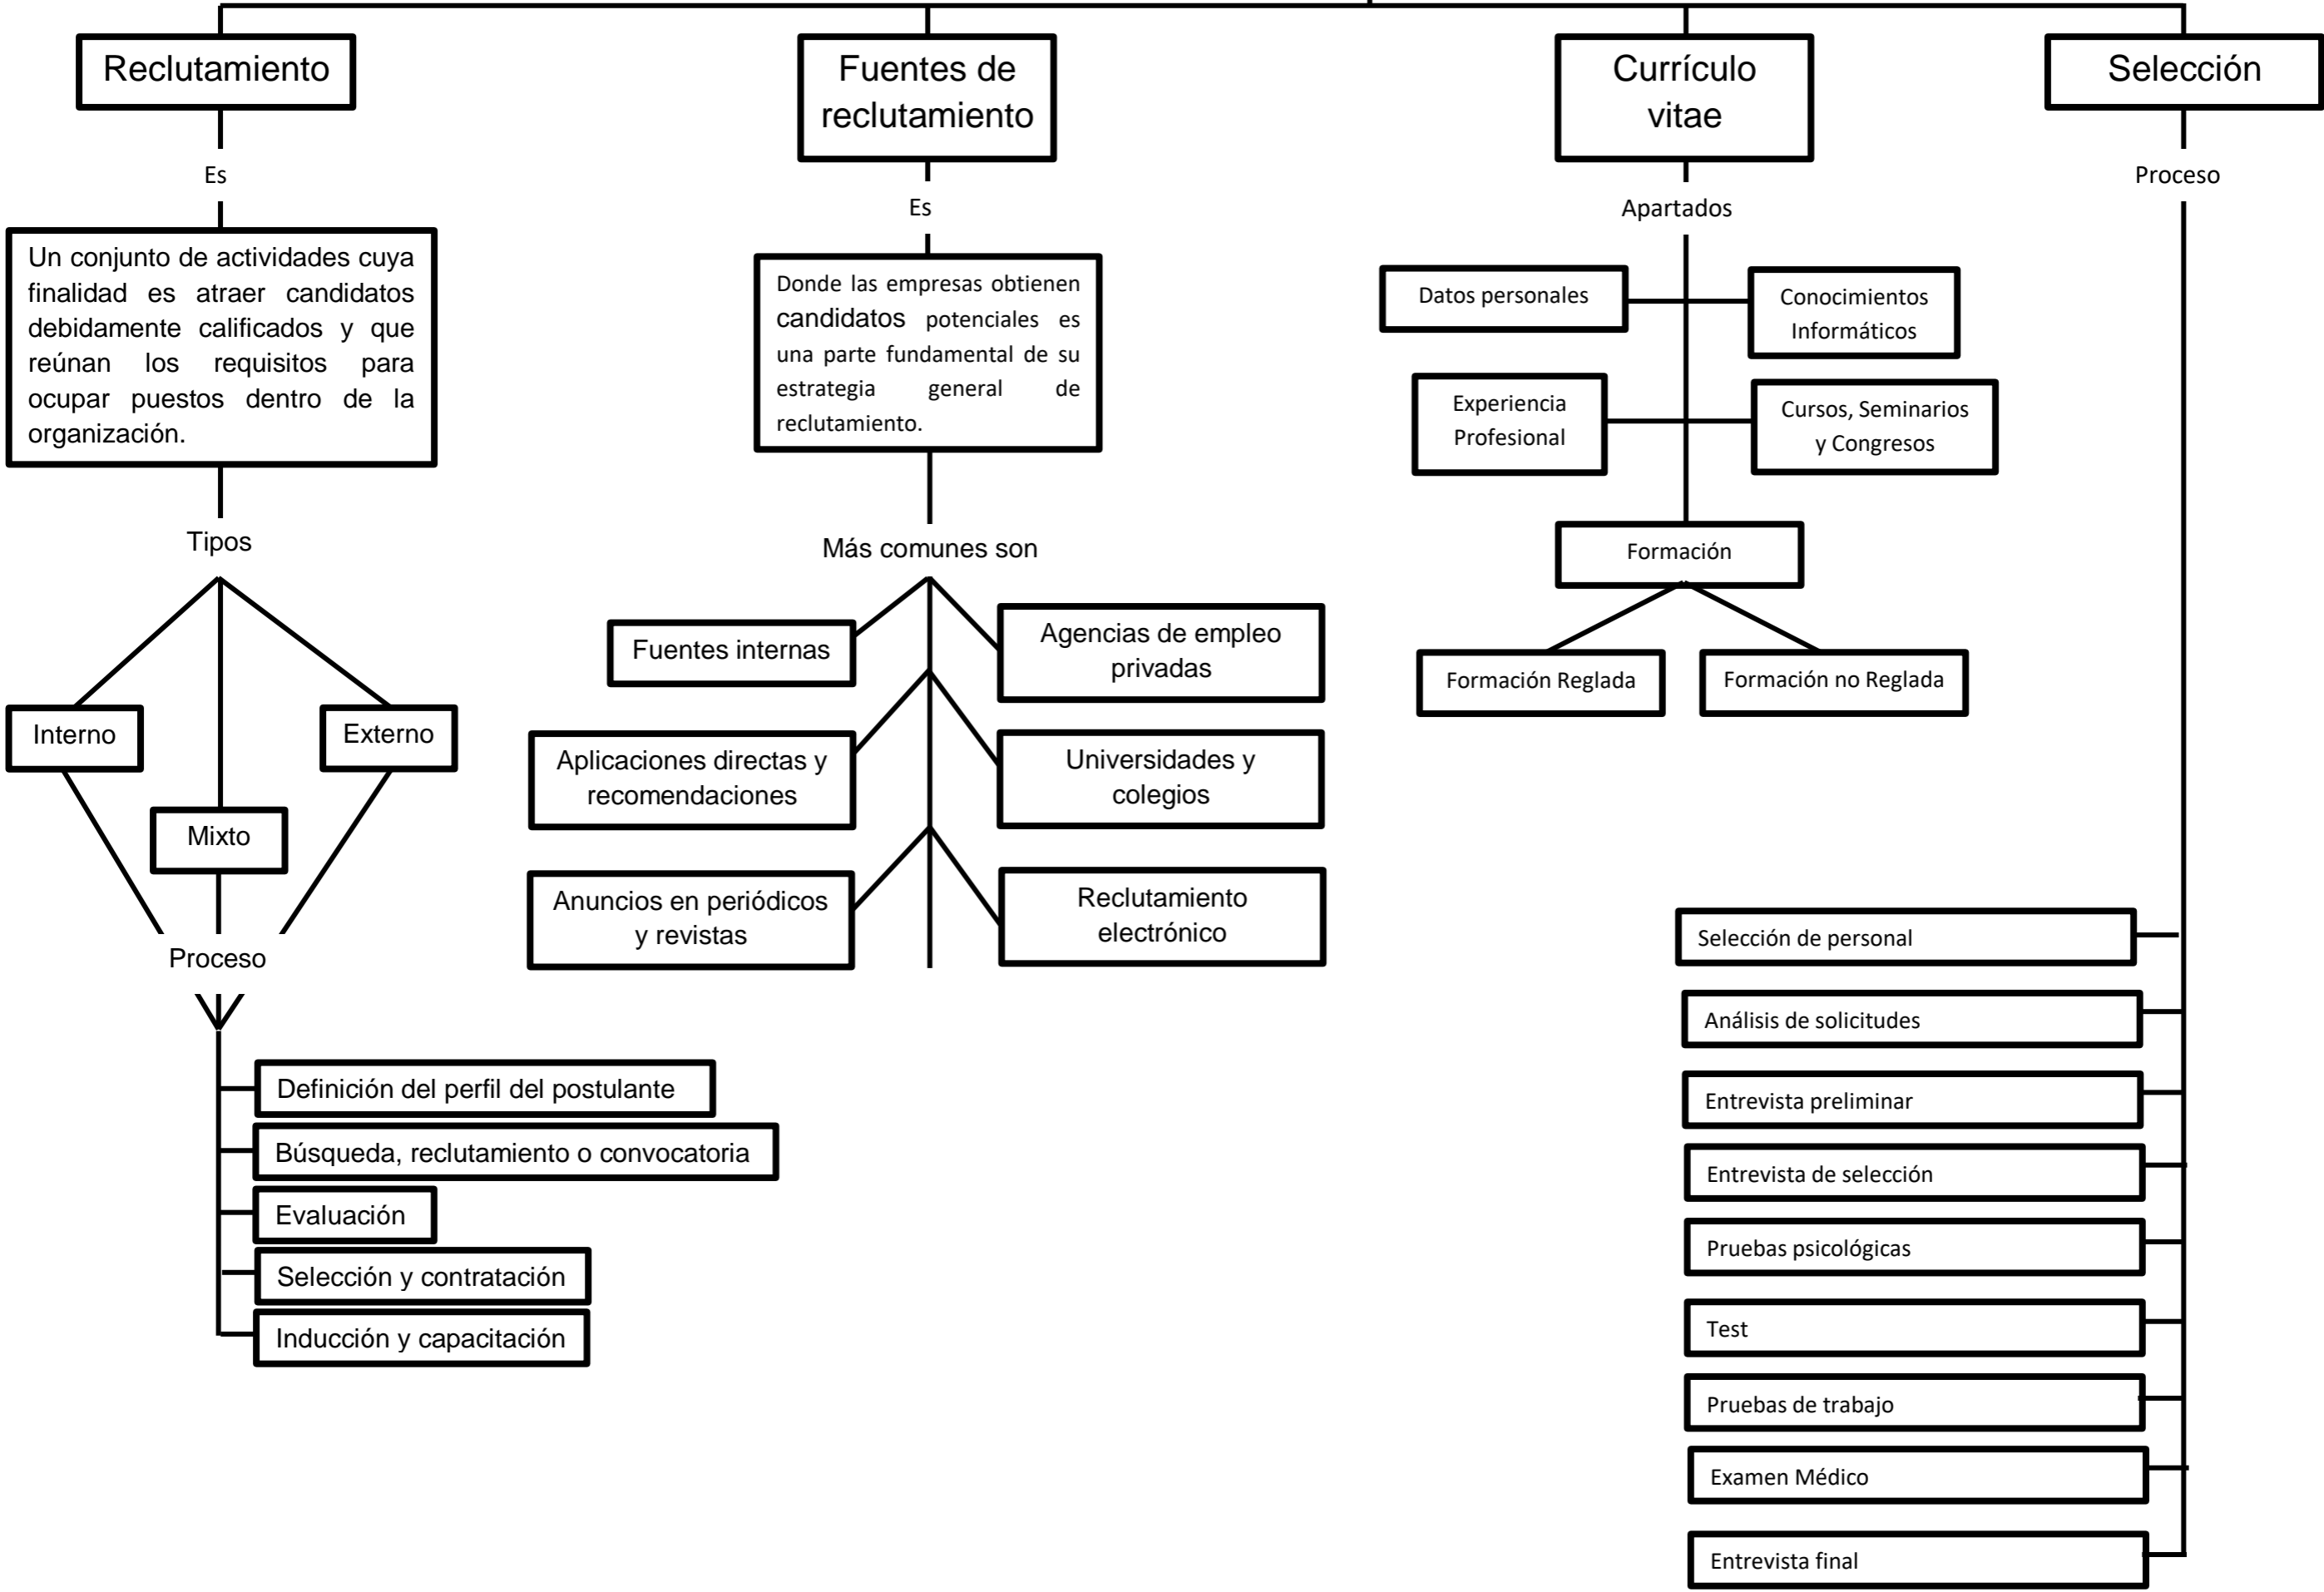 Reclutamiento
Es
Un conjunto de actividades cuya
finalidad es atraer candidatos
debidamente calificados y que
reúnan los requisitos para
ocupar puestos dentro de la
organización.
Tipos
Interno
Externo
Mixto
Proceso
Definición del perfil del postulante
Búsqueda, reclutamiento o convocatoria
Evaluación
Selección y contratación
Inducción y capacitación
Fuentes de
reclutamiento
Es
Donde las empresas obtienen
candidatos potenciales es
una parte fundamental de su
estrategia general de
reclutamiento.
Más comunes son
Fuentes internas
Agencias de empleo
privadas
Aplicaciones directas y
recomendaciones
Universidades y
colegios
Anuncios en periódicos
y revistas
Reclutamiento
electrónico
Currículo
vitae
Apartados
Datos personales
Conocimientos
Informáticos
Experiencia
Profesional
Cursos, Seminarios
y Congresos
Formación
Formación Reglada
Formación no Reglada
Selección
Proceso
Selección de personal
Análisis de solicitudes
Entrevista preliminar
Entrevista de selección
Pruebas psicológicas
Test
Pruebas de trabajo
Examen Médico
Entrevista final